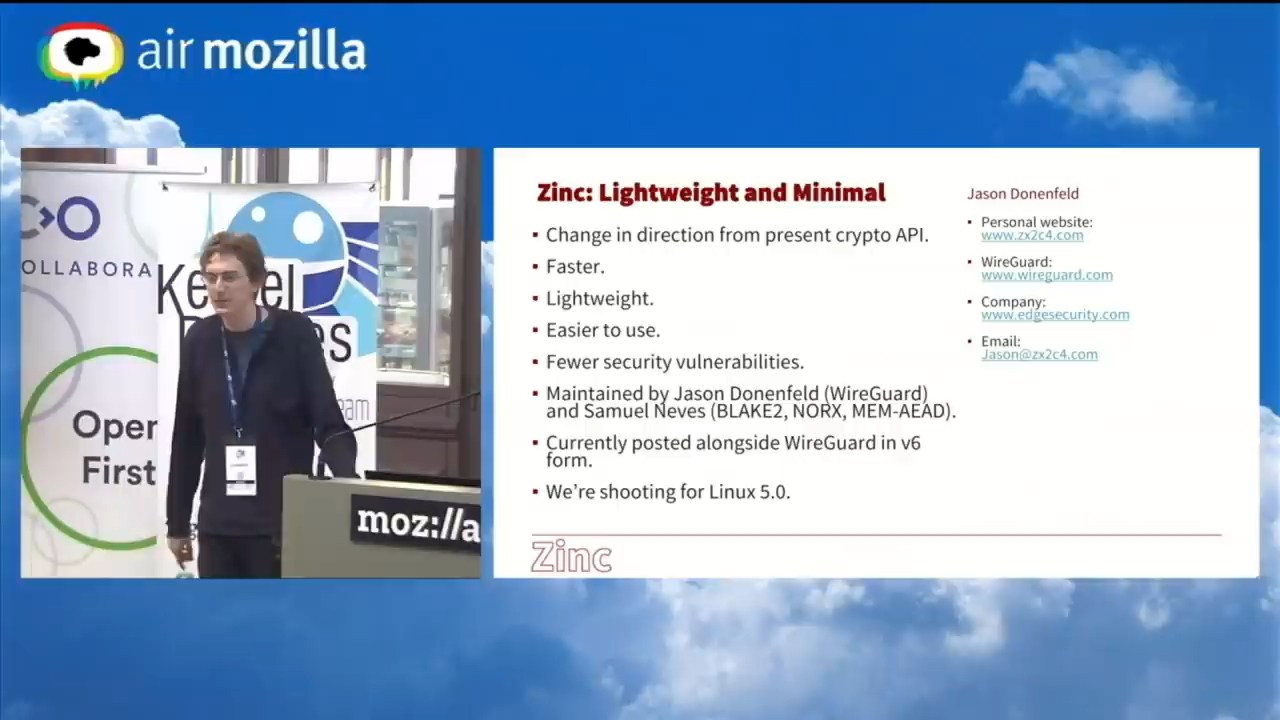 air mozilla
OLLABORA
Open
First
moz://a
Zinc: Lightweight and Minimal
▪ Change in direction from present crypto API.
▪ Faster.
▪ Lightweight.
▪ Easier to use.
▪ Fewer security vulnerabilities.
▪ Maintained by Jason Donenfeld (WireGuard)
and Samuel Neves (BLAKE2, NORX, MEM-AEAD).
▪ Currently posted alongside WireGuard in v6
form.
▪ We're shooting for Linux 5.0.
Jason Donenfeld
▪ Personal website:
www.zx2c4.com
▪ WireGuard:
www.wireguard.com
▪ Company:
www.edgesecurity.com
▪ Email:
Jason@zx2c4.com
Zinc